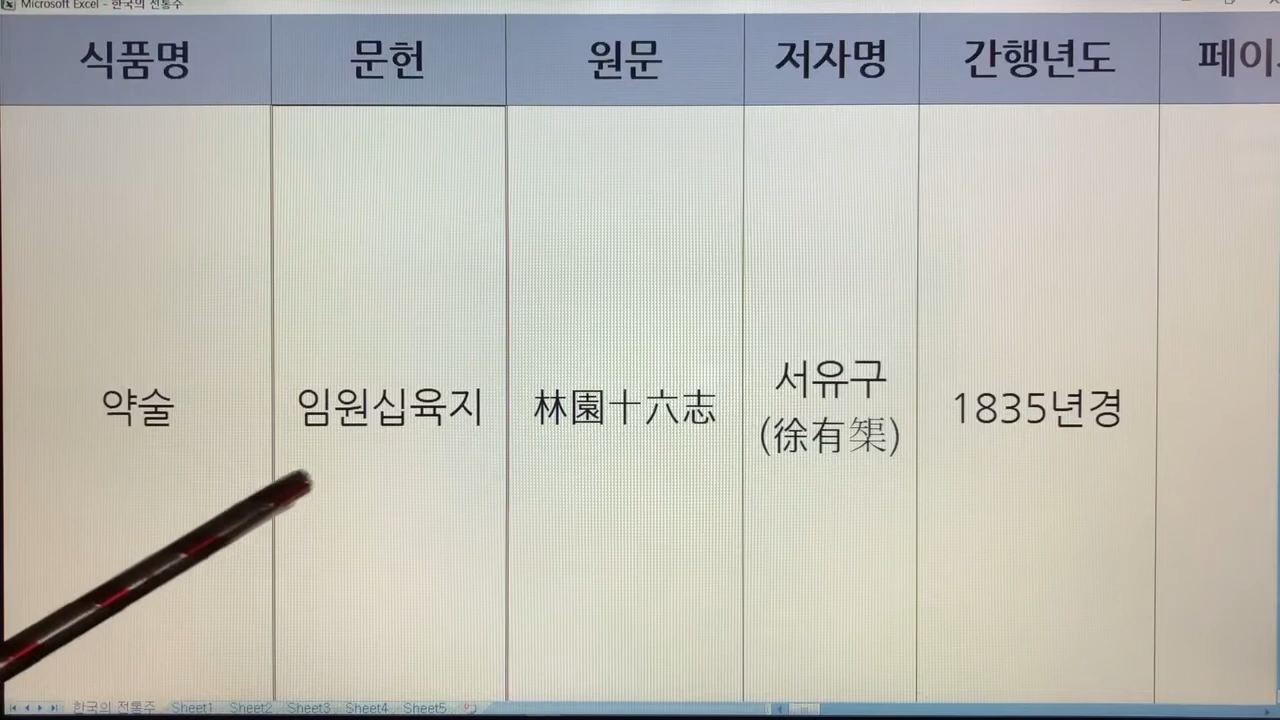 Microsoft Excel - 한국의 전통주
식품명 문헌 원문 저자명 간행년도 페이
약술 임원십육지 林園十六志 서유구 1835년경
(徐有榘)
한국의 전통주 Sheet1 Sheet2 Sheet3 Sheet4 Sheet5